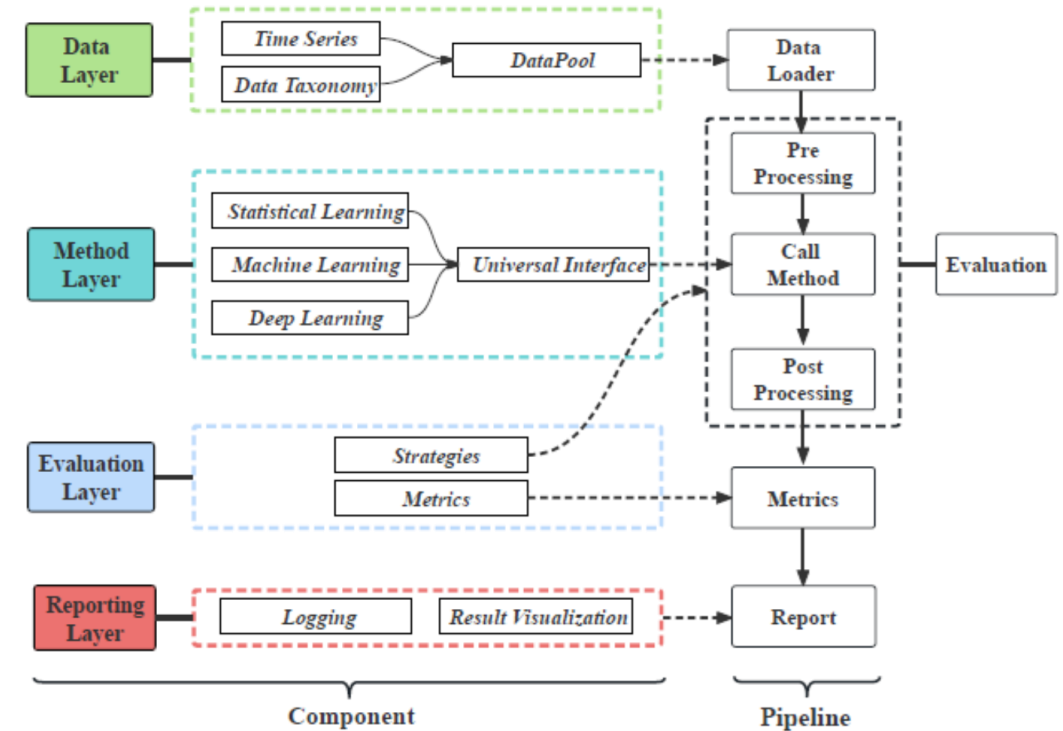 Data
Layer
Time Series
Data Taxonomy
DataPool
Data
Loader
Pre
Processing
Method
Layer
Statistical Learning
Machine Learning
Deep Learning
Universal Interface
Call
Method
Evaluation
Post
Processing
Evaluation
Layer
Strategies
Metrics
Metrics
Reporting
Layer
Logging
Result Visualization
Report
Component
Pipeline